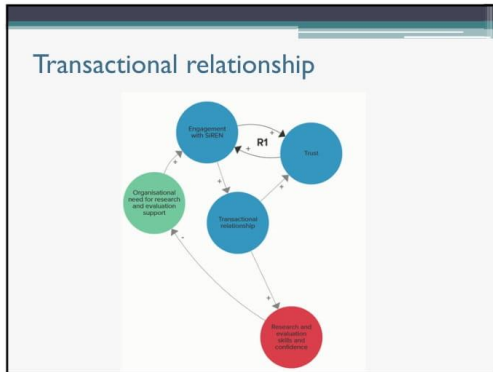 Transactional relationship
Engagement
with SiREN
+
+
R1
+
Trust
+
+
+
Organisational
need for research
and evaluation
support
Transactional
relationship
-
+
Research and
evaluation
skills and
confidence